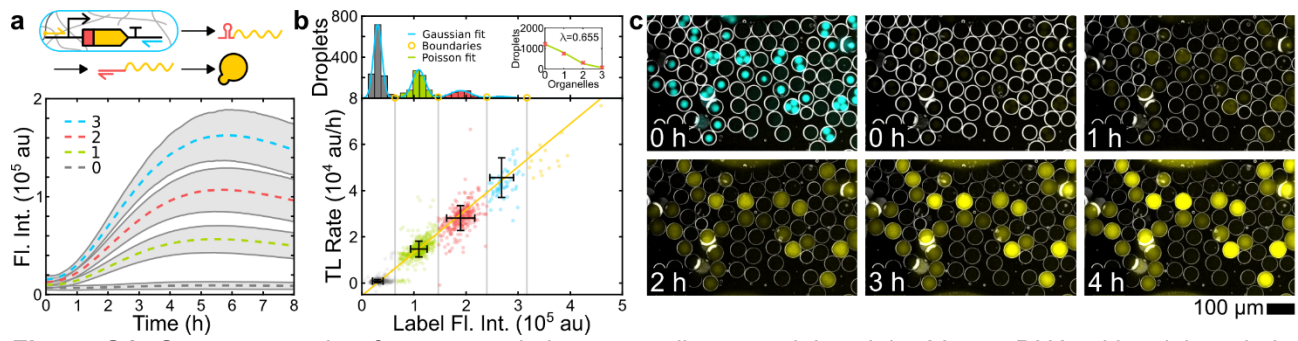 a
Fl. Int. (10⁵ au)
2
1
0
3
2
1
0
0 1 2 3 4 5 6 7 8
Time (h)
b
Droplets
800
400
0
Gaussian fit
Boundaries
Poisson fit
Droplets
2000
1000
0
λ=0.655
0 1 2 3
Organelles
TL Rate (10⁴ au/h)
8
6
4
2
0
0 1 2 3 4 5
Label Fl. Int. (10⁵ au)
c
0 h
0 h
1 h
2 h
3 h
4 h
100 µm